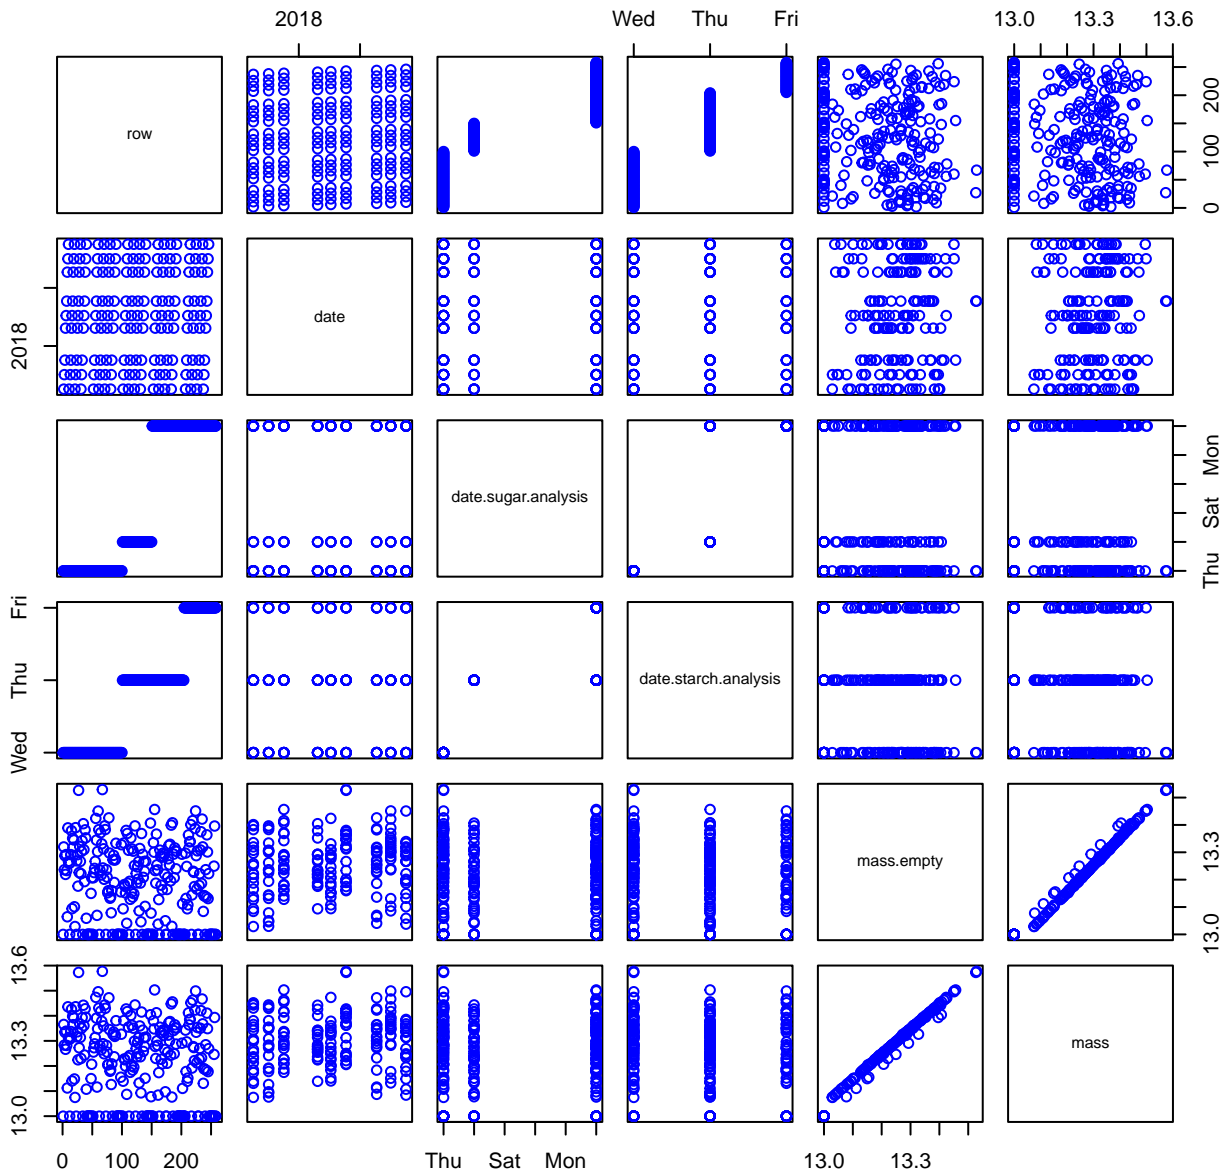 2018 Wed Thu Fri 13.0 13.3 13.6
row
0 100 200
date
2018
date.sugar.analysis
Thu Sat Mon
date.starch.analysis
Wed Thu Fri
mass.empty
13.0 13.3
mass
13.0 13.3 13.6
0 100 200 Thu Sat Mon 13.0 13.3